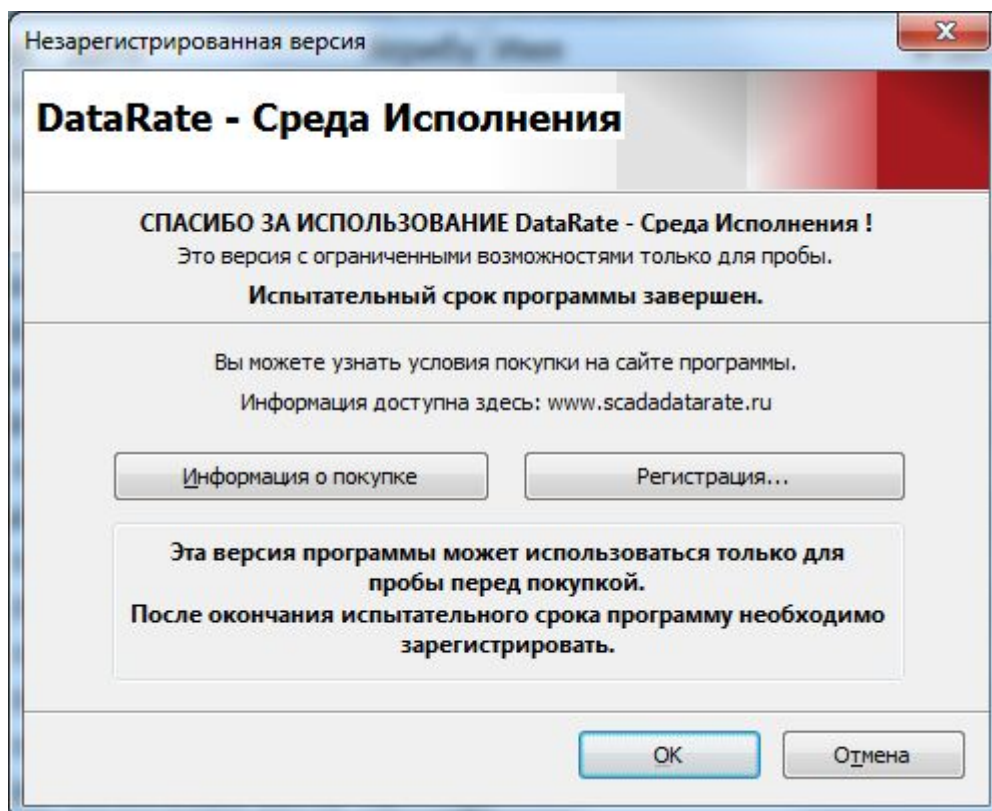 Незарегистрированная версия
DataRate - Среда Исполнения
СПАСИБО ЗА ИСПОЛЬЗОВАНИЕ DataRate - Среда Исполнения !
Это версия с ограниченными возможностями только для пробы.
Испытательный срок программы завершен.
Вы можете узнать условия покупки на сайте программы.
Информация доступна здесь: www.scadadatarate.ru
Информация о покупке
Регистрация...
Эта версия программы может использоваться только для
пробы перед покупкой.
После окончания испытательного срока программу необходимо
зарегистрировать.
OK
Отмена